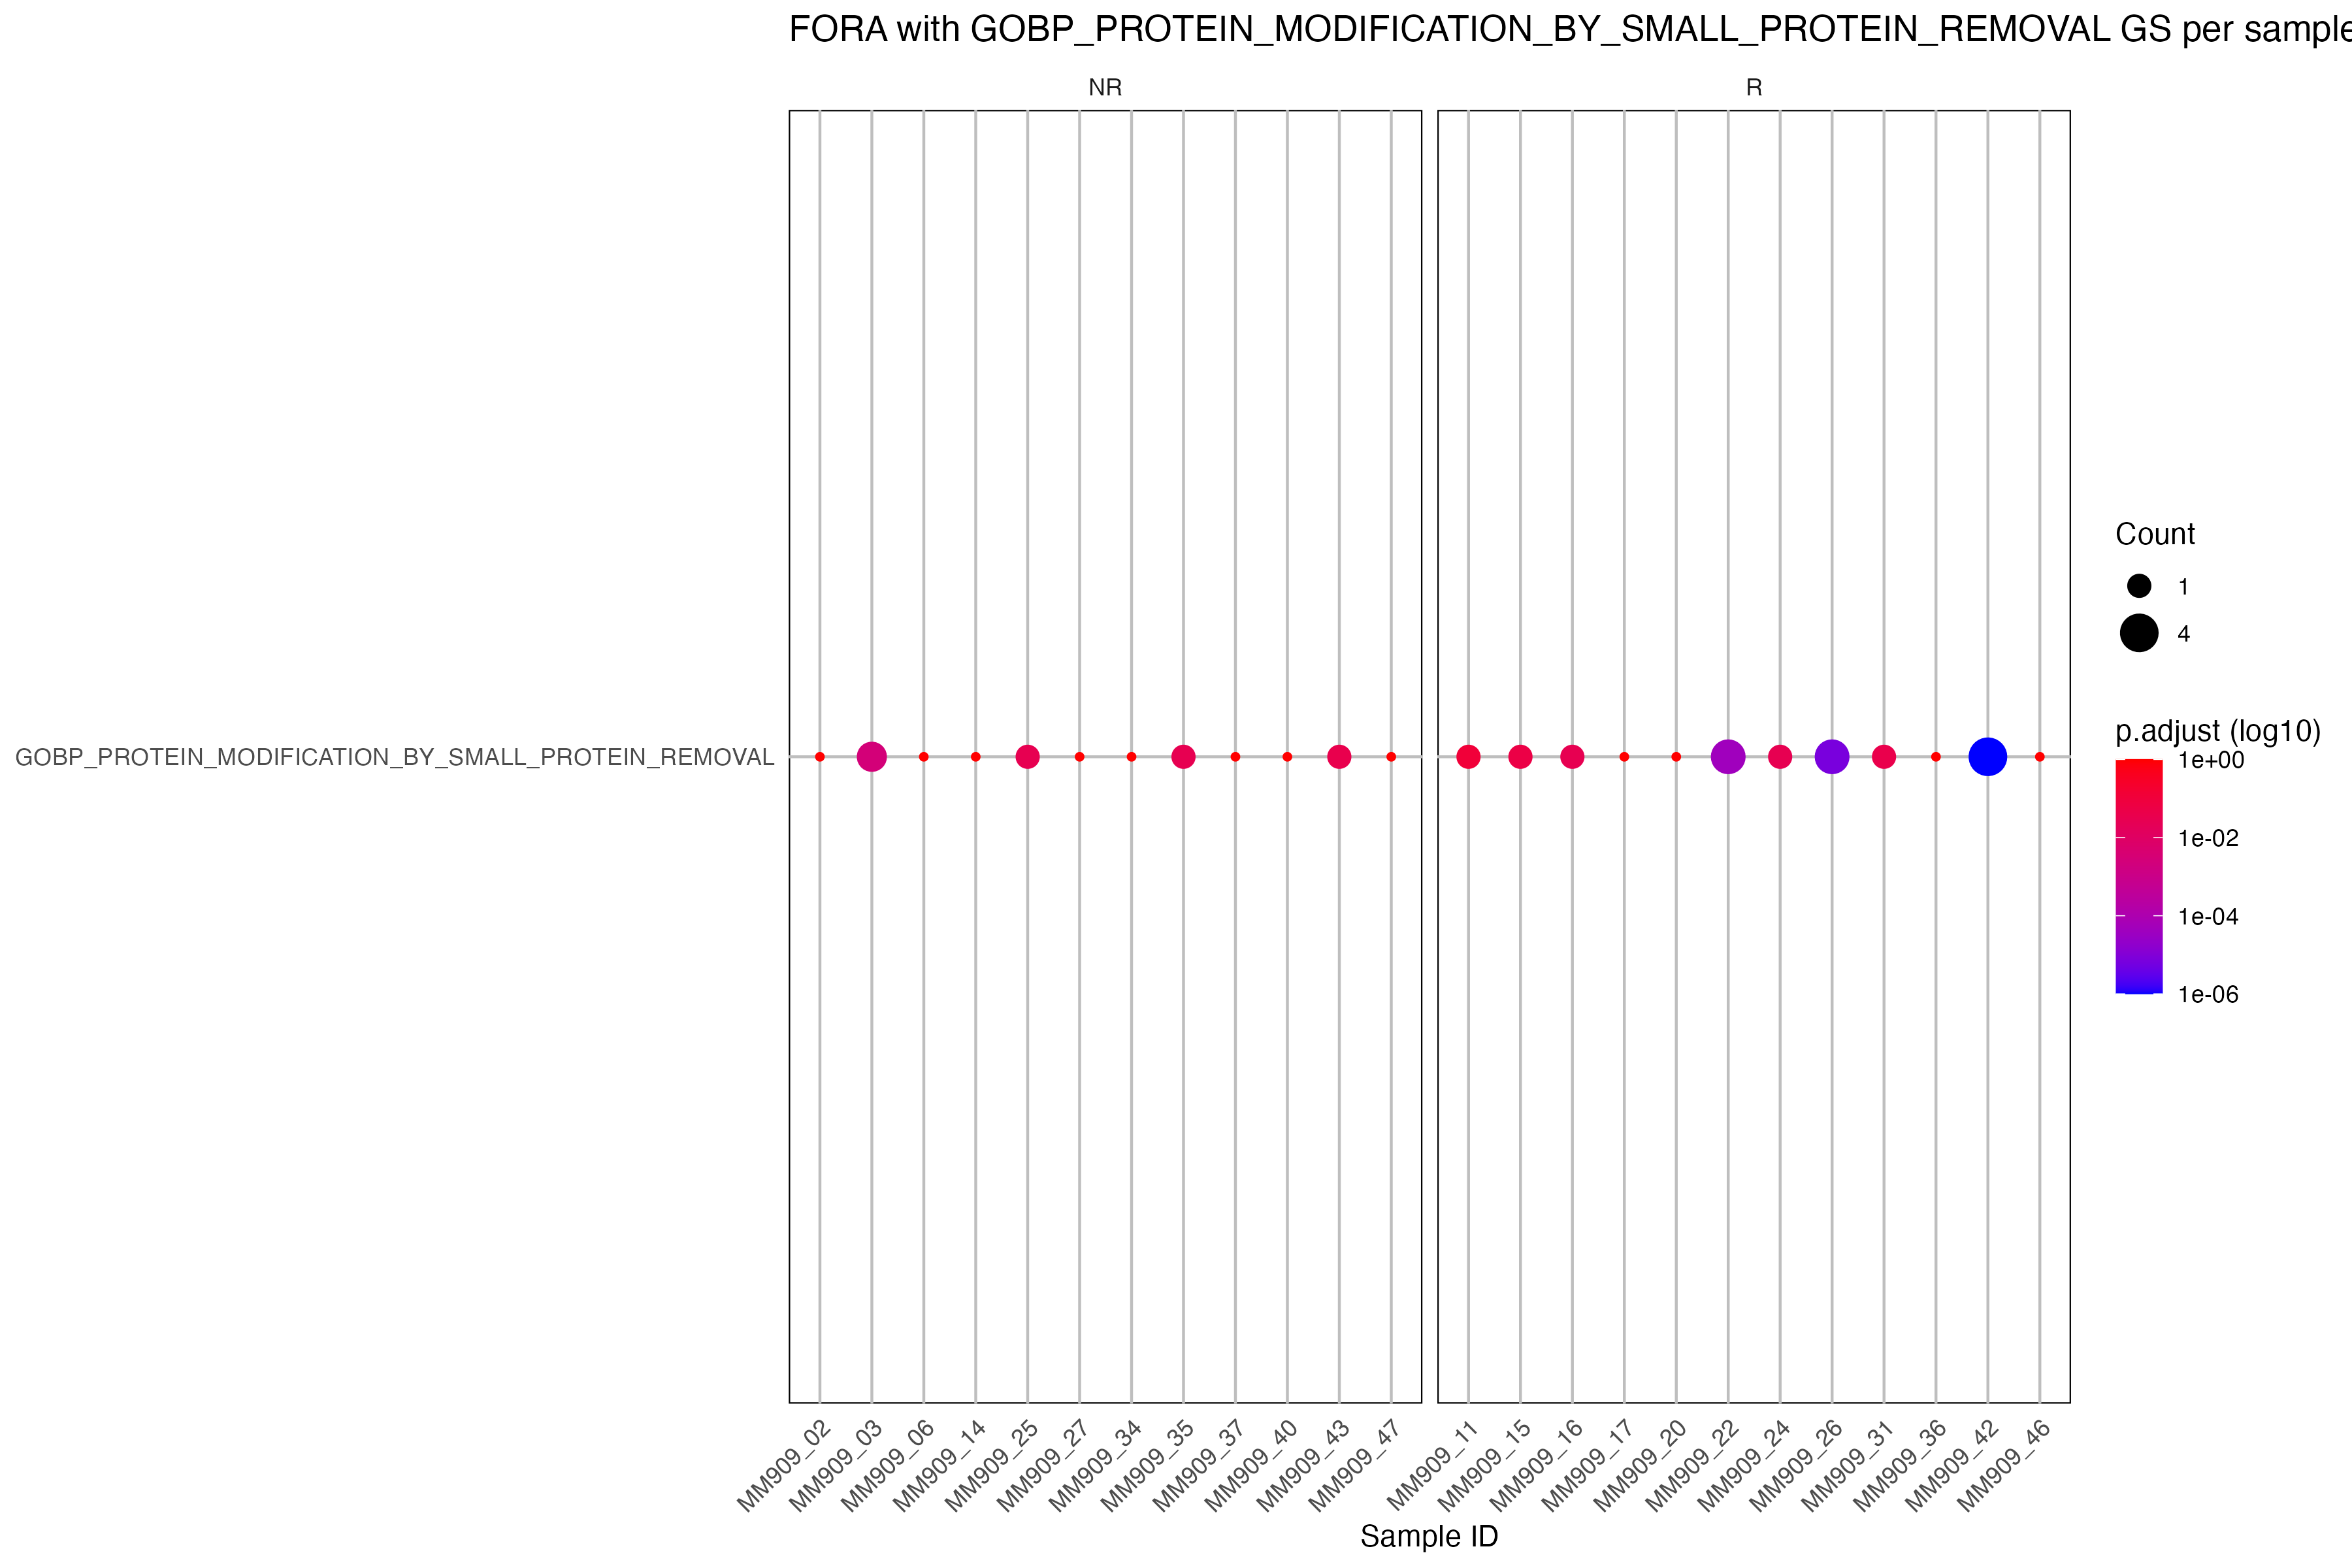 FORA with GOBP_PROTEIN_MODIFICATION_BY_SMALL_PROTEIN_REMOVAL GS per sample
NR
R
GOBP_PROTEIN_MODIFICATION_BY_SMALL_PROTEIN_REMOVAL
MM909_02
MM909_03
MM909_06
MM909_14
MM909_25
MM909_27
MM909_34
MM909_35
MM909_37
MM909_40
MM909_43
MM909_47
MM909_11
MM909_15
MM909_16
MM909_17
MM909_20
MM909_22
MM909_24
MM909_26
MM909_31
MM909_36
MM909_42
MM909_46
Sample ID
Count
1
4
p.adjust (log10)
1e+00
1e-02
1e-04
1e-06